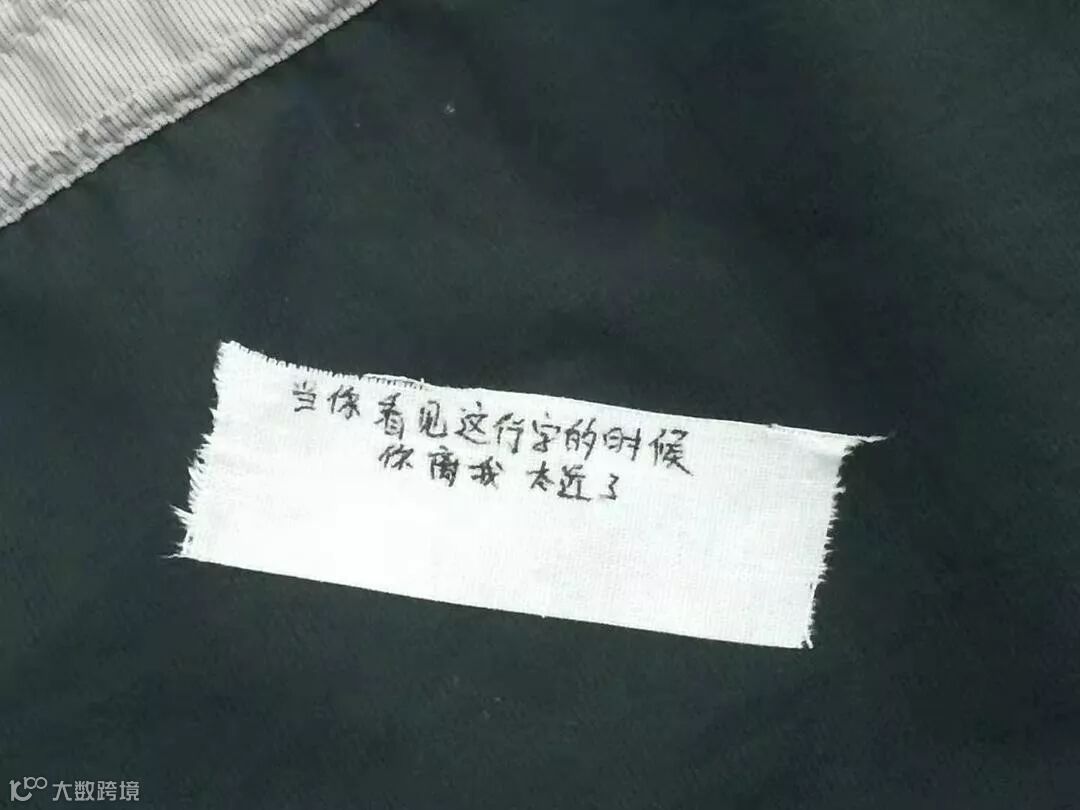 当你看见这行字的时候
你离我太近了
大数跨境